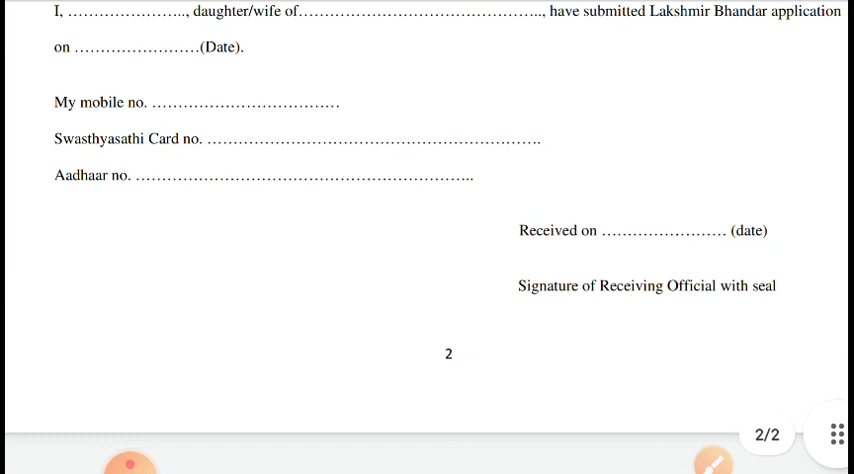 I, ………………….., daughter/wife of……………………………………….., have submitted Lakshmir Bhandar application
on ……………………(Date).
My mobile no. ………………………………
Swasthyasathi Card no. ……………………………………………………….
Aadhaar no. ………………………………………………………..
Received on …………………… (date)
Signature of Receiving Official with seal
2
2/2